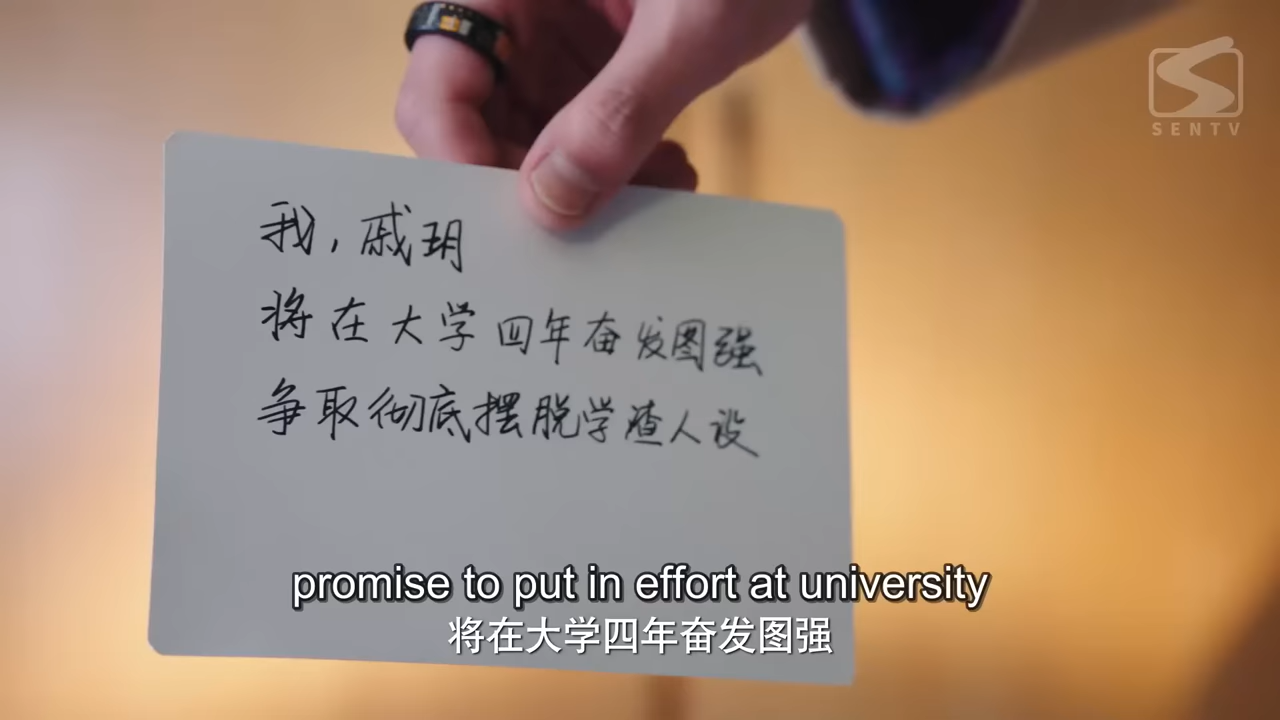 SENTV
我，戚玥
将在大学四年奋发图强
争取彻底摆脱学渣人设
promise to put in effort at university
将在大学四年奋发图强